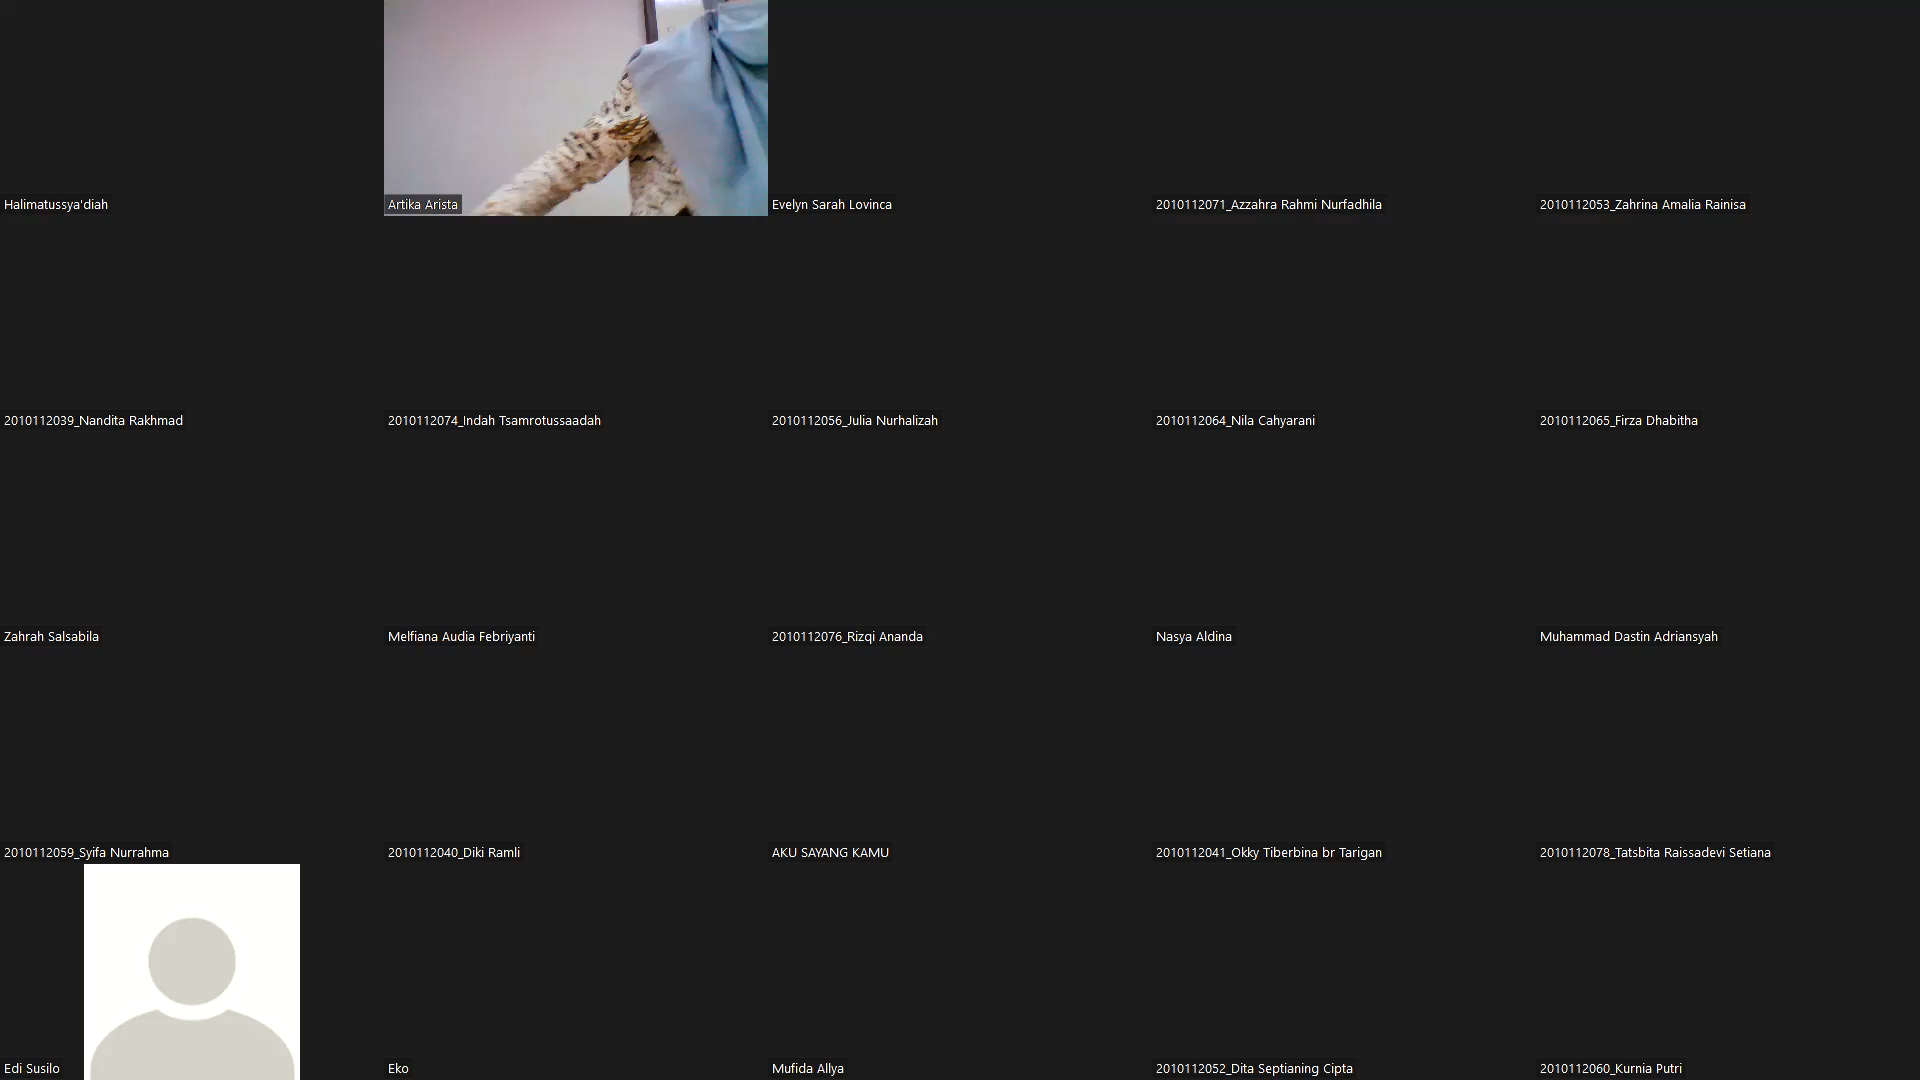 Halimatussya'diah
Artika Arista
Evelyn Sarah Lovinca
2010112071_Azzahra Rahmi Nurfadhila
2010112053_Zahrina Amalia Rainisa
2010112039_Nandita Rakhmad
2010112074_Indah Tsamrotussaadah
2010112056_Julia Nurhalizah
2010112064_Nila Cahyarani
2010112065_Firza Dhabitha
Zahrah Salsabila
Melfiana Audia Febriyanti
2010112076_Rizqi Ananda
Nasya Aldina
Muhammad Dastin Adriansyah
2010112059_Syifa Nurrahma
2010112040_Diki Ramli
AKU SAYANG KAMU
2010112041_Okky Tiberbina br Tarigan
2010112078_Tatsbita Raissadevi Setiana
Edi Susilo
Eko
Mufida Allya
2010112052_Dita Septianing Cipta
2010112060_Kurnia Putri